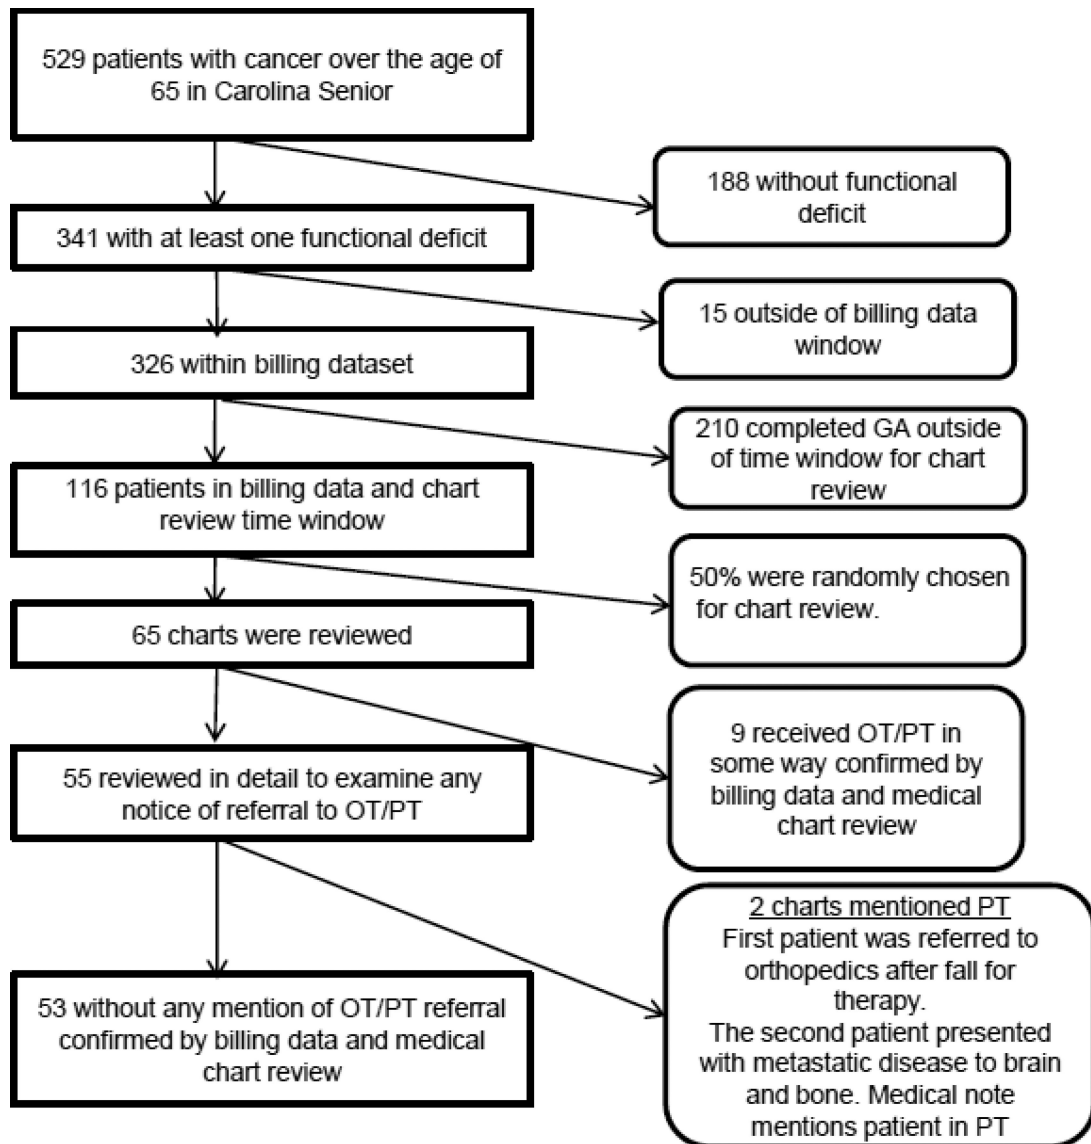 529 patients with cancer over the age of
65 in Carolina Senior
188 without functional
deficit
341 with at least one functional deficit
15 outside of billing data
window
326 within billing dataset
210 completed GA outside
of time window for chart
review
116 patients in billing data and chart
review time window
50% were randomly chosen
for chart review.
65 charts were reviewed
9 received OT/PT in
some way confirmed by
billing data and medical
chart review
55 reviewed in detail to examine any
notice of referral to OT/PT
2 charts mentioned PT
First patient was referred to
orthopedics after fall for
therapy.
The second patient presented
with metastatic disease to brain
and bone. Medical note
mentions patient in PT
53 without any mention of OT/PT referral
confirmed by billing data and medical
chart review